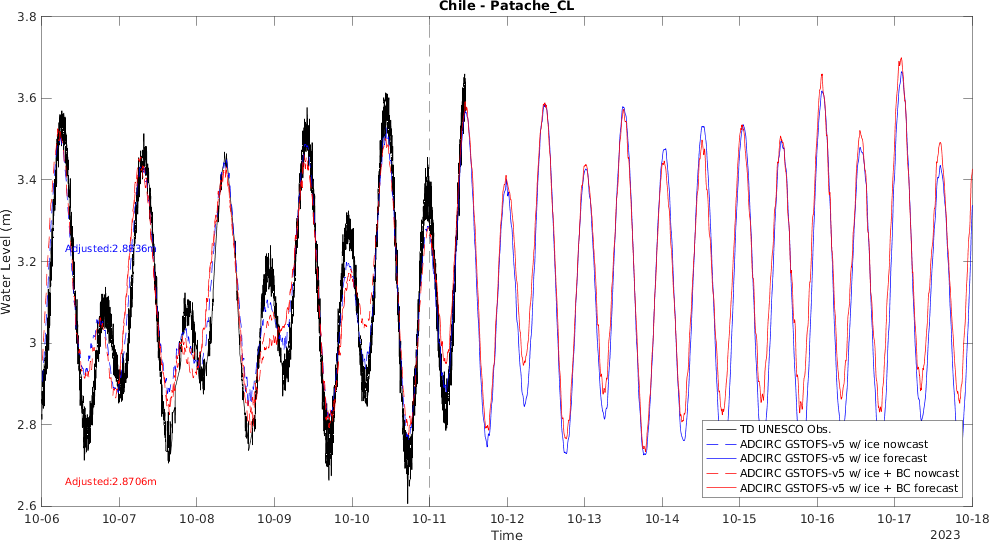 Chile - Patache_CL
3.8
3.6
3.4
3.2
3
2.8
2.6
Water Level (m)
Adjusted:2.8836m
Adjusted:2.8706m
TD UNESCO Obs.
ADCIRC GSTOFS-v5 w/ ice nowcast
ADCIRC GSTOFS-v5 w/ ice forecast
ADCIRC GSTOFS-v5 w/ ice + BC nowcast
ADCIRC GSTOFS-v5 w/ ice + BC forecast
10-06 10-07 10-08 10-09 10-10 10-11 10-12 10-13 10-14 10-15 10-16 10-17 10-18
Time
2023